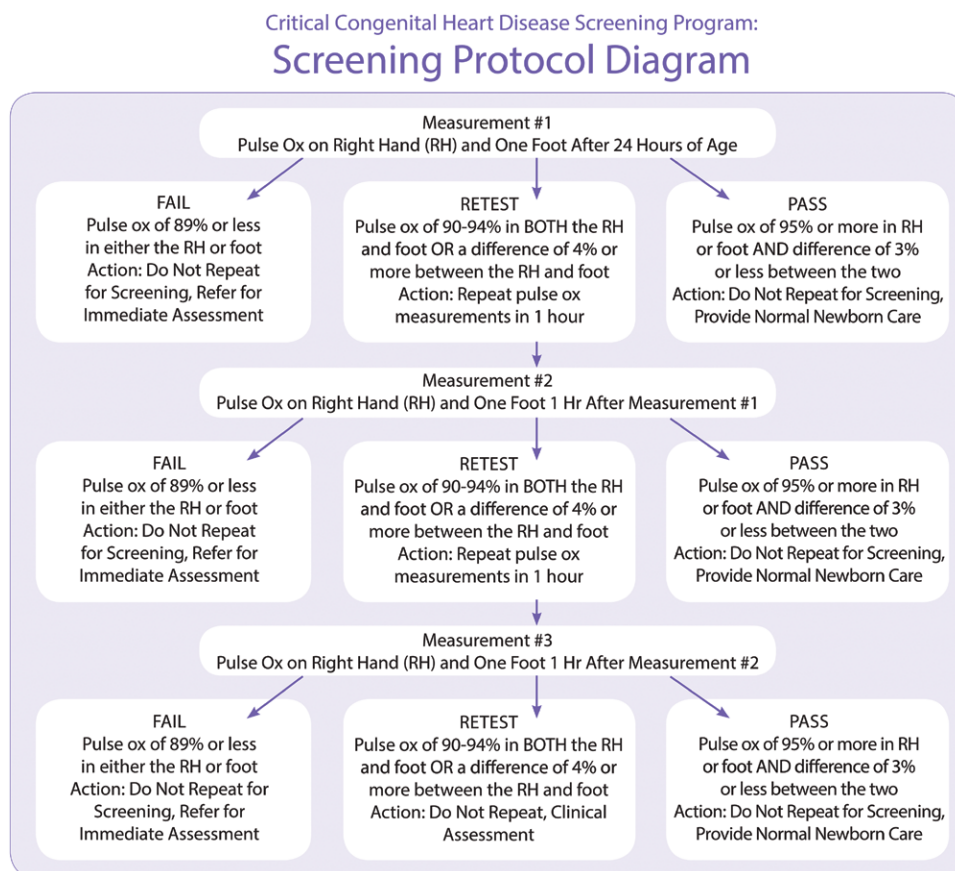 Critical Congenital Heart Disease Screening Program:
Screening Protocol Diagram
Measurement #1
Pulse Ox on Right Hand (RH) and One Foot After 24 Hours of Age
FAIL
Pulse ox of 89% or less
in either the RH or foot
Action: Do Not Repeat
for Screening, Refer for
Immediate Assessment
RETEST
Pulse ox of 90-94% in BOTH the RH
and foot OR a difference of 4% or
more between the RH and foot
Action: Repeat pulse ox
measurements in 1 hour
PASS
Pulse ox of 95% or more in RH
or foot AND difference of 3%
or less between the two
Action: Do Not Repeat for Screening,
Provide Normal Newborn Care
Measurement #2
Pulse Ox on Right Hand (RH) and One Foot 1 Hr After Measurement #1
FAIL
Pulse ox of 89% or less
in either the RH or foot
Action: Do Not Repeat
for Screening, Refer for
Immediate Assessment
RETEST
Pulse ox of 90-94% in BOTH the RH
and foot OR a difference of 4% or
more between the RH and foot
Action: Repeat pulse ox
measurements in 1 hour
PASS
Pulse ox of 95% or more in RH
or foot AND difference of 3%
or less between the two
Action: Do Not Repeat for Screening,
Provide Normal Newborn Care
Measurement #3
Pulse Ox on Right Hand (RH) and One Foot 1 Hr After Measurement #2
FAIL
Pulse ox of 89% or less
in either the RH or foot
Action: Do Not Repeat for
Screening, Refer for
Immediate Assessment
RETEST
Pulse ox of 90-94% in BOTH the RH
and foot OR a difference of 4% or
more between the RH and foot
Action: Do Not Repeat, Clinical
Assessment
PASS
Pulse ox of 95% or more in RH
or foot AND difference of 3%
or less between the two
Action: Do Not Repeat for Screening,
Provide Normal Newborn Care